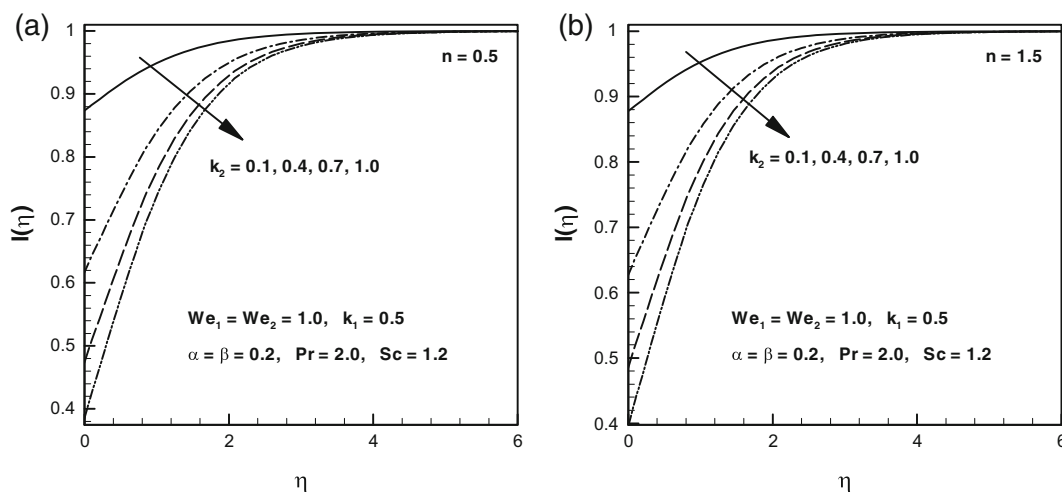 (a)
1
0.9
0.8
0.7
0.6
0.5
0.4
l(η)
n = 0.5
k₂ = 0.1, 0.4, 0.7, 1.0
We₁ = We₂ = 1.0, k₁ = 0.5
α = β = 0.2, Pr = 2.0, Sc = 1.2
0 2 4 6
η
(b)
1
0.9
0.8
0.7
0.6
0.5
0.4
l(η)
n = 1.5
k₂ = 0.1, 0.4, 0.7, 1.0
We₁ = We₂ = 1.0, k₁ = 0.5
α = β = 0.2, Pr = 2.0, Sc = 1.2
0 2 4 6
η